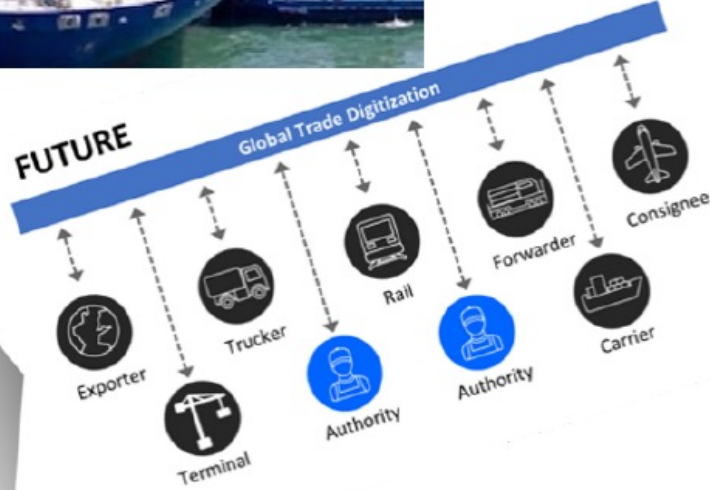 FUTURE
Global Trade Digitization
Exporter
Terminal
Trucker
Authority
Rail
Authority
Forwarder
Carrier
Consignee